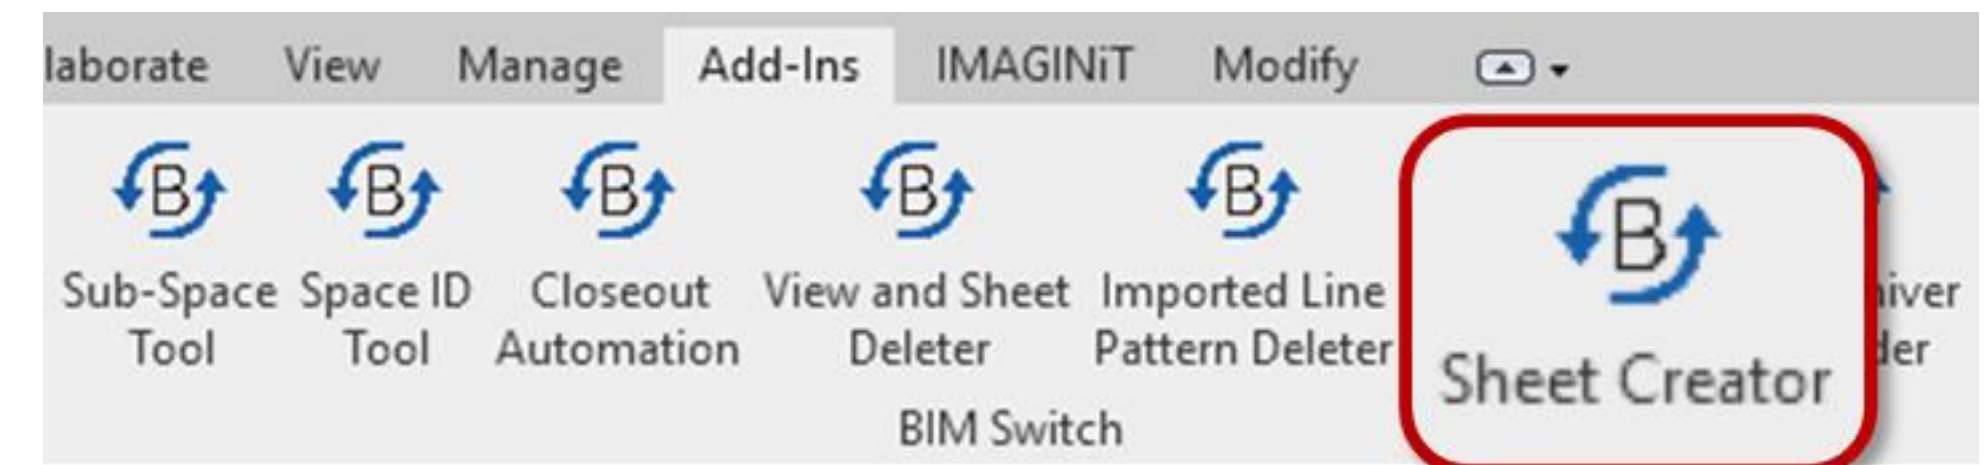 laborate View Manage Add-Ins IMAGINiT Modify
B B B B B B
Sub-Space Space ID Closeout View and Sheet Imported Line
Tool Tool Automation Deleter Pattern Deleter
Sheet Creator
BIM Switch